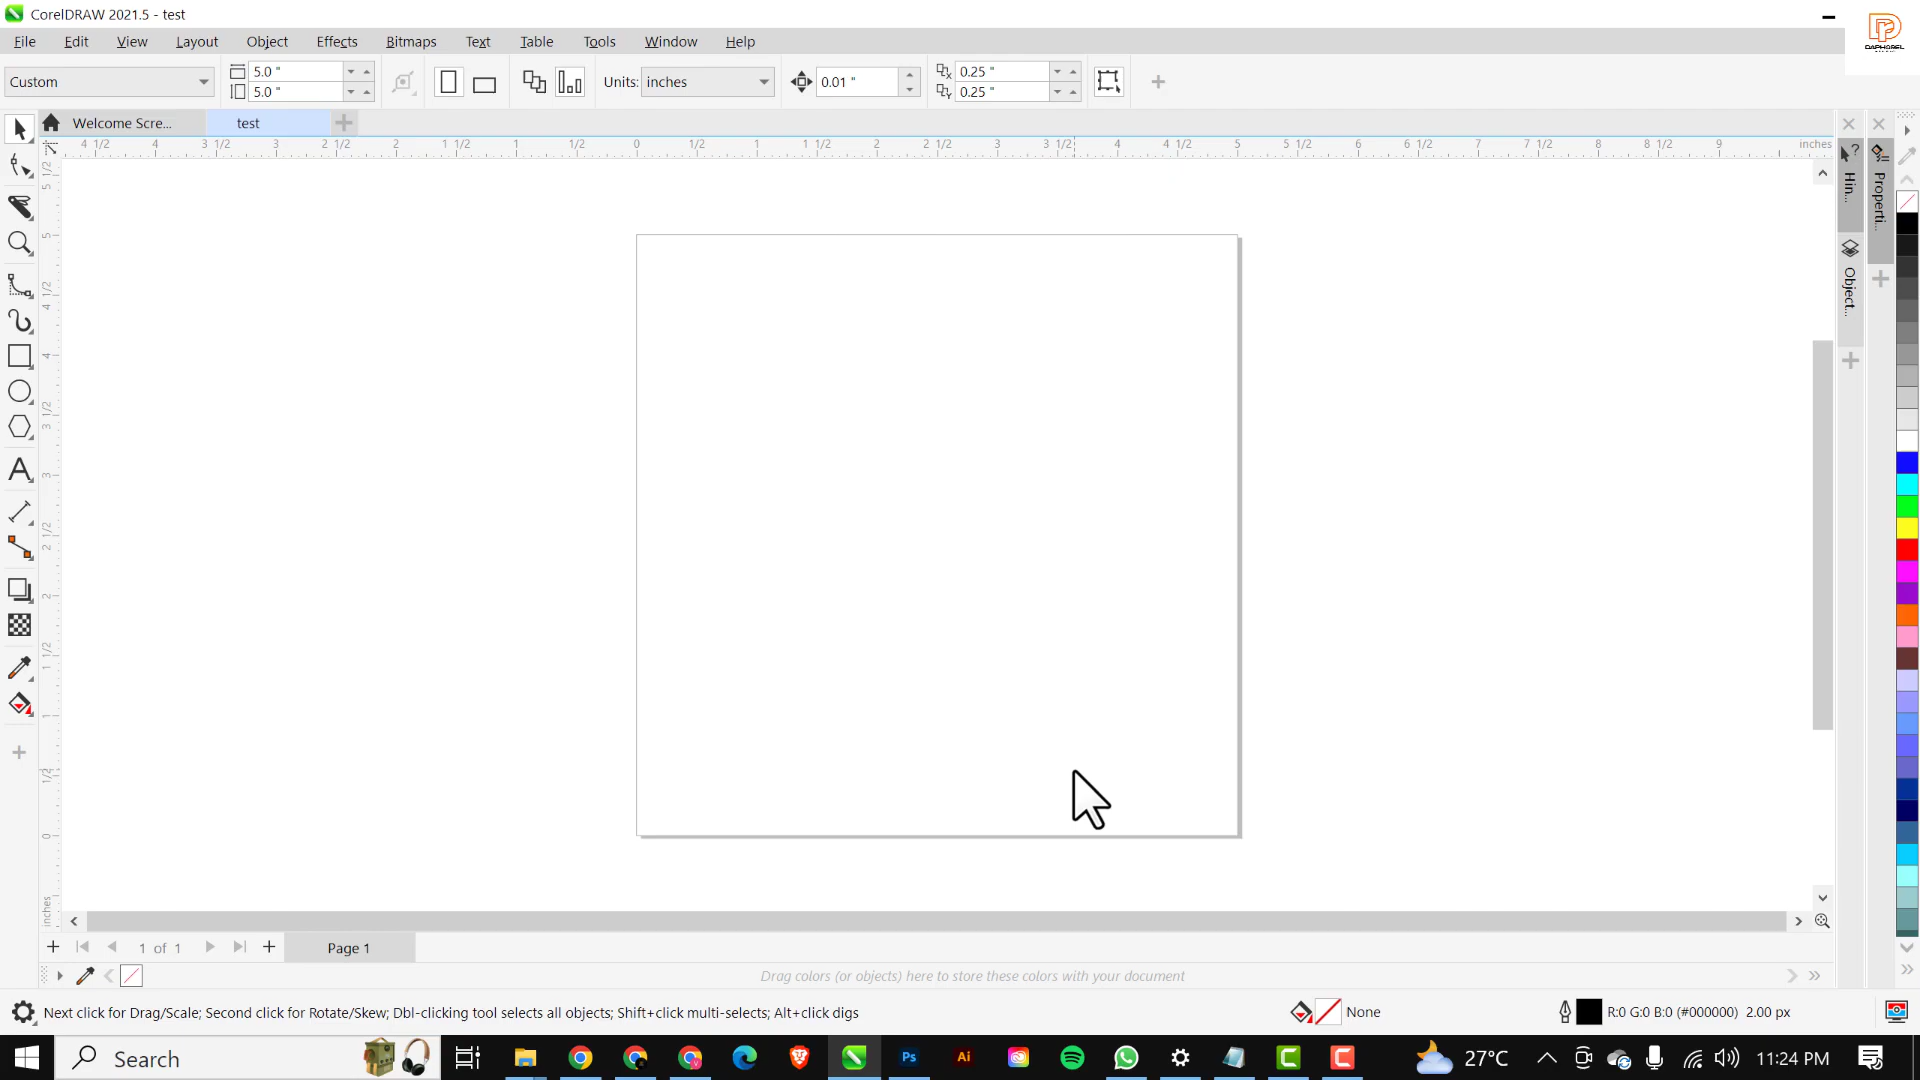 CorelDRAW 2021.5 - test
DAPHOREL
File Edit View Layout Object Effects Bitmaps Text Table Tools Window Help
Custom
5.0 "
5.0 "
Units: inches
0.01 "
0.25 "
0.25 "
Welcome Scre...
test
4 1/2 4 3 1/2 3 2 1/2 2 1 1/2 1 1/2 0 1/2 1 1 1/2 2 2 1/2 3 3 1/2 4 4 1/2 5 5 1/2 6 6 1/2 7 7 1/2 8 8 1/2 9 inches
5 1/2
5
4 1/2
4
3 1/2
3
2 1/2
2
1 1/2
1
1/2
0
inches
Hin...
Object...
Properti...
1 of 1
Page 1
Drag colors (or objects) here to store these colors with your document
Next click for Drag/Scale; Second click for Rotate/Skew; Dbl-clicking tool selects all objects; Shift+click multi-selects; Alt+click digs
None
R:0 G:0 B:0 (#000000) 2.00 px
Search
Ps
Ai
27°C
11:24 PM